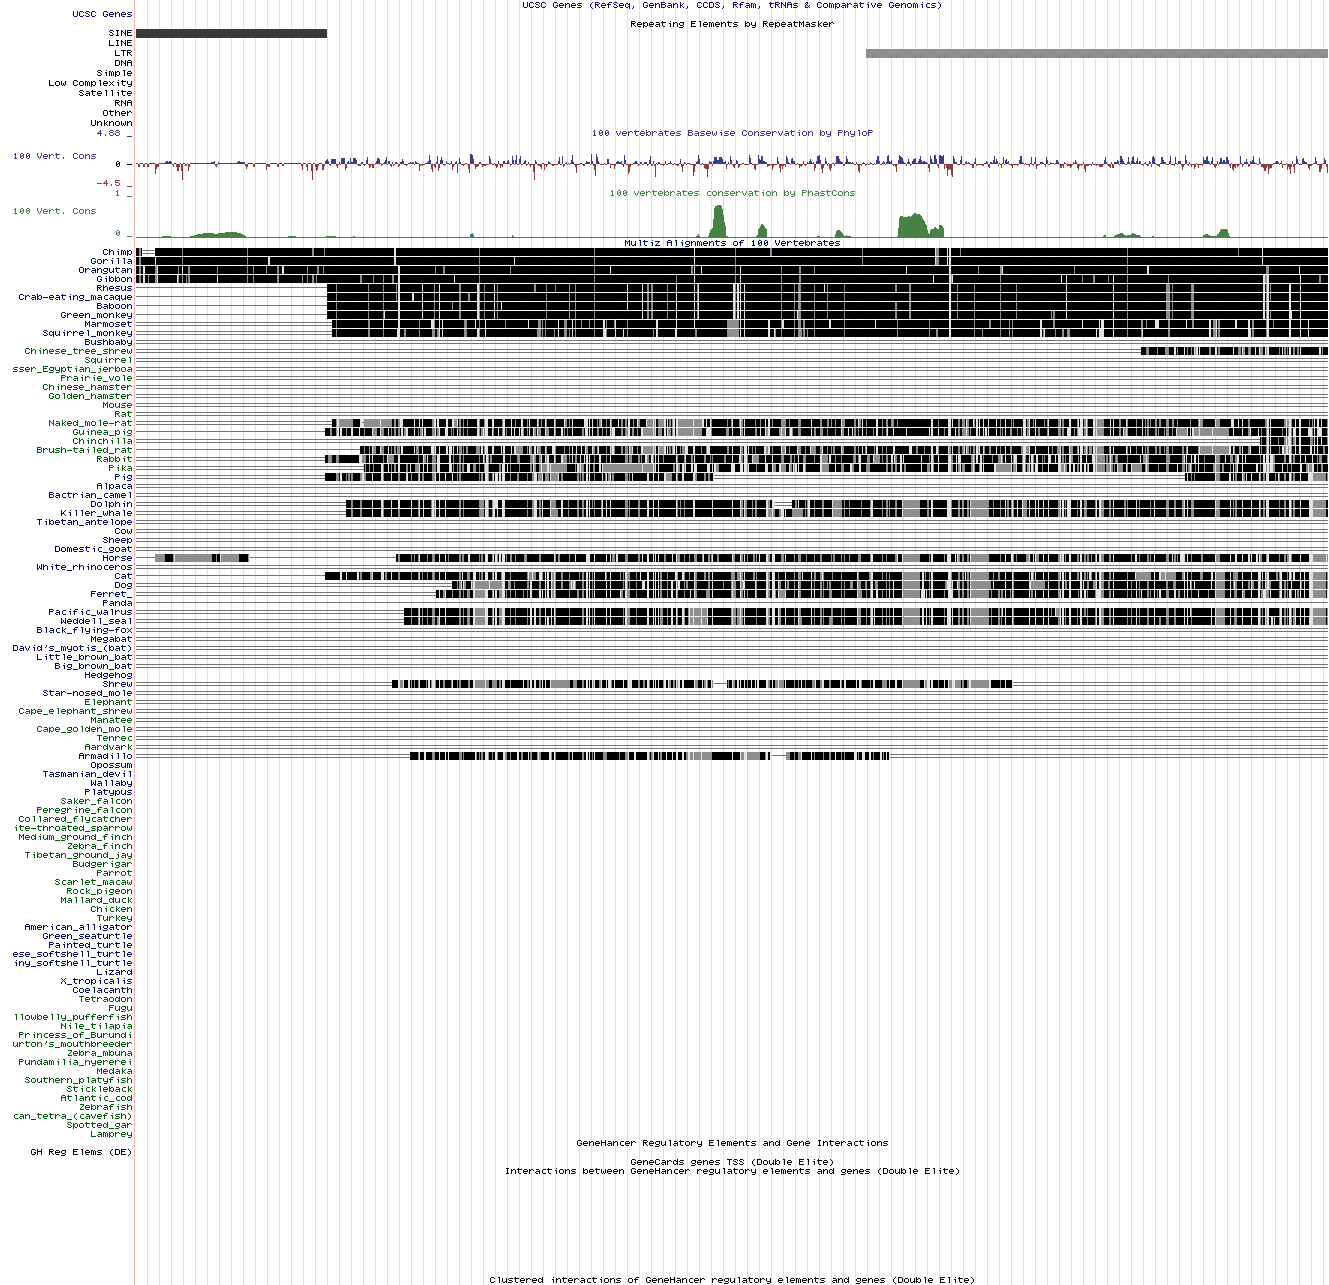 UCSC Genes (RefSeq, GenBank, CCDS, Rfam, tRNAs & Comparative Genomics)
UCSC Genes
Repeating Elements by RepeatMasker
SINE
LINE
LTR
DNA
Simple
Low Complexity
Satellite
RNA
Other
Unknown
4.88 _
100 vertebrates Basewise Conservation by PhyloP
100 Vert. Cons
0 _
-4.5 _
1 _
100 vertebrates conservation by PhastCons
100 Vert. Cons
0 _
Multiz Alignments of 100 Vertebrates
Chimp
Gorilla
Orangutan
Gibbon
Rhesus
Crab-eating_macaque
Baboon
Green_monkey
Marmoset
Squirrel_monkey
Bushbaby
Chinese_tree_shrew
Squirrel
sser_Egyptian_jerboa
Prairie_vole
Chinese_hamster
Golden_hamster
Mouse
Rat
Naked_mole-rat
Guinea_pig
Chinchilla
Brush-tailed_rat
Rabbit
Pika
Pig
Alpaca
Bactrian_camel
Dolphin
Killer_whale
Tibetan_antelope
Cow
Sheep
Domestic_goat
Horse
White_rhinoceros
Cat
Dog
Ferret_
Panda
Pacific_walrus
Weddell_seal
Black_flying-fox
Megabat
David's_myotis_(bat)
Little_brown_bat
Big_brown_bat
Hedgehog
Shrew
Star-nosed_mole
Elephant
Cape_elephant_shrew
Manatee
Cape_golden_mole
Tenrec
Aardvark
Armadillo
Opossum
Tasmanian_devil
Wallaby
Platypus
Saker_falcon
Peregrine_falcon
Collared_flycatcher
ite-throated_sparrow
Medium_ground_finch
Zebra_finch
Tibetan_ground_jay
Budgerigar
Parrot
Scarlet_macaw
Rock_pigeon
Mallard_duck
Chicken
Turkey
American_alligator
Green_seaturtle
Painted_turtle
ese_softshell_turtle
iny_softshell_turtle
Lizard
X_tropicalis
Coelacanth
Tetraodon
Fugu
llowbelly_pufferfish
Nile_tilapia
Princess_of_Burundi
urton's_mouthbreeder
Zebra_mbuna
Pundamilia_nyererei
Medaka
Southern_platyfish
Stickleback
Atlantic_cod
Zebrafish
can_tetra_(cavefish)
Spotted_gar
Lamprey
GeneHancer Regulatory Elements and Gene Interactions
GH Reg Elems (DE)
GeneCards genes TSS (Double Elite)
Interactions between GeneHancer regulatory elements and genes (Double Elite)
Clustered interactions of GeneHancer regulatory elements and genes (Double Elite)